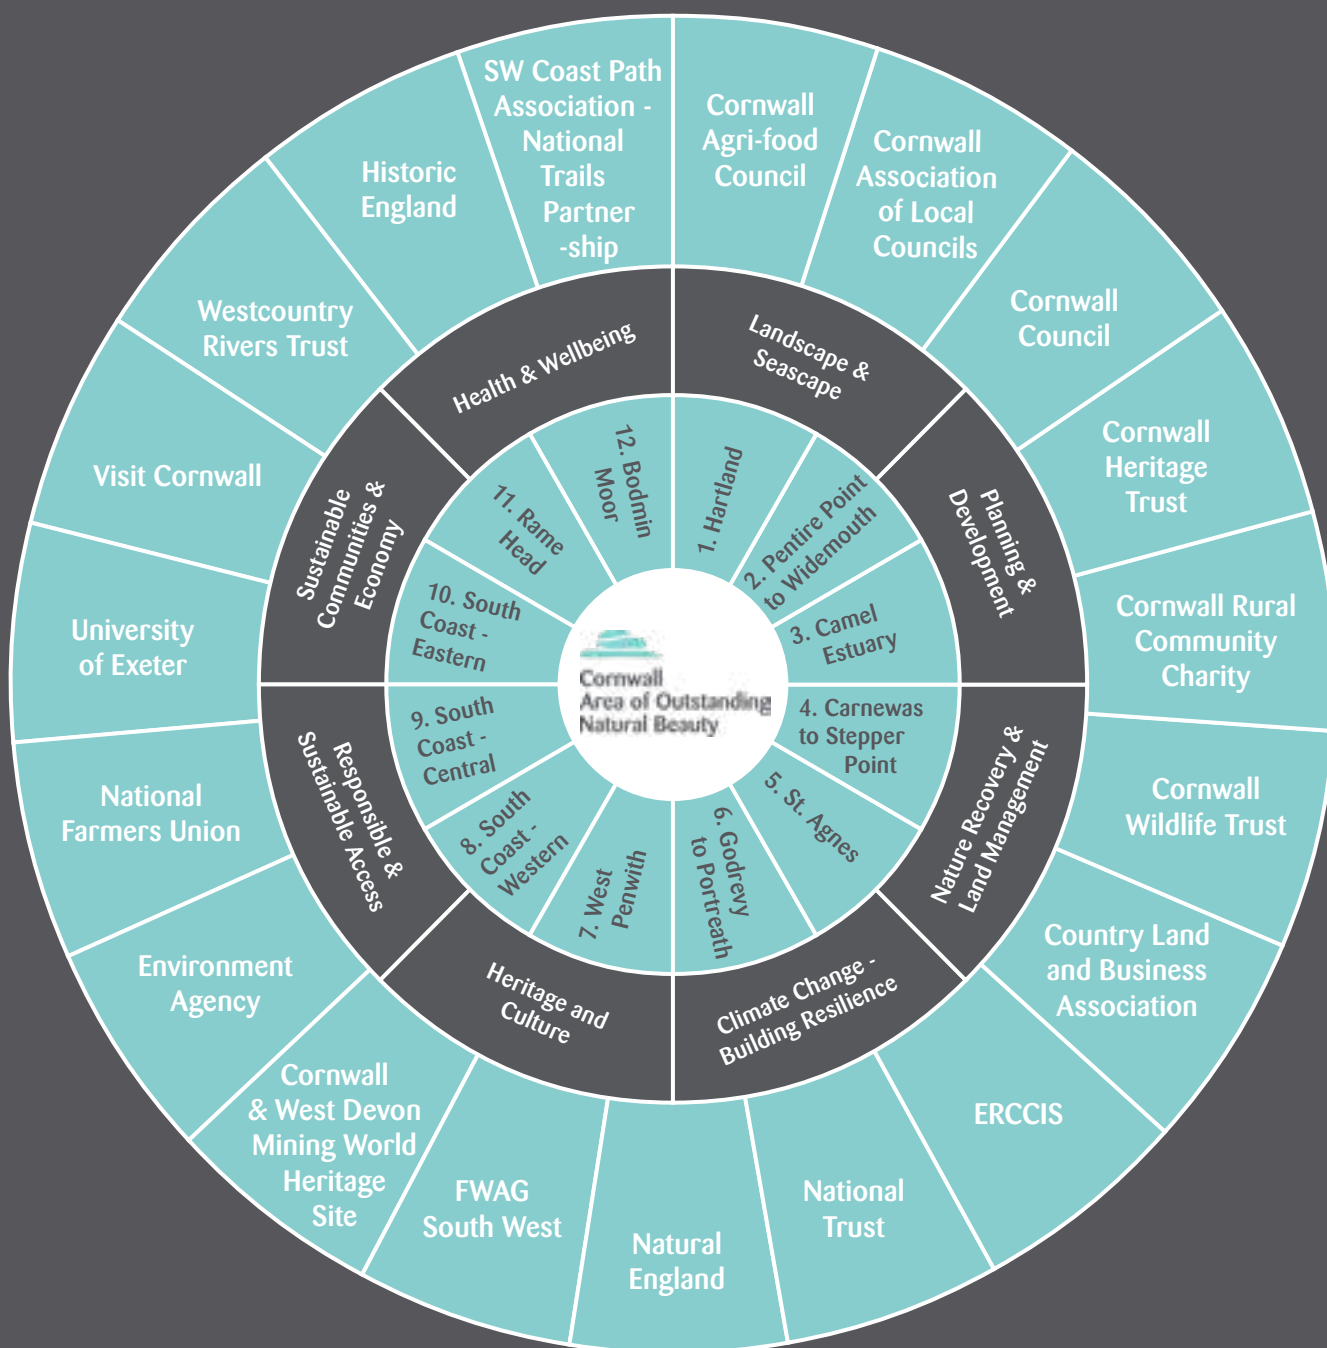 SW Coast Path
Association -
National
Trails
Partner
-ship
Cornwall
Agri-food
Council
Cornwall
Association
of Local
Councils
Cornwall
Council
Cornwall
Heritage
Trust
Cornwall Rural
Community
Charity
Cornwall
Wildlife Trust
Country Land
and Business
Association
ERCCIS
National
Trust
Natural
England
FWAG
South West
Cornwall
& West Devon
Mining World
Heritage
Site
Environment
Agency
National
Farmers Union
University
of Exeter
Visit Cornwall
Westcountry
Rivers Trust
Historic
England
Health & Wellbeing
Landscape &
Seascape
Planning &
Development
Nature Recovery &
Land Management
Climate Change -
Building Resilience
Heritage and
Culture
Responsible &
Sustainable Access
Sustainable
Communities &
Economy
1. Hartland
2. Pentire Point
to Widemouth
3. Camel
Estuary
4. Carnewas
to Stepper
Point
5. St. Agnes
6. Godrevy
to Portreath
7. West
Penwith
8. South
Coast -
Western
9. South
Coast -
Central
10. South
Coast -
Eastern
11. Rame
Head
12. Bodmin
Moor
Cornwall
Area of Outstanding
Natural Beauty